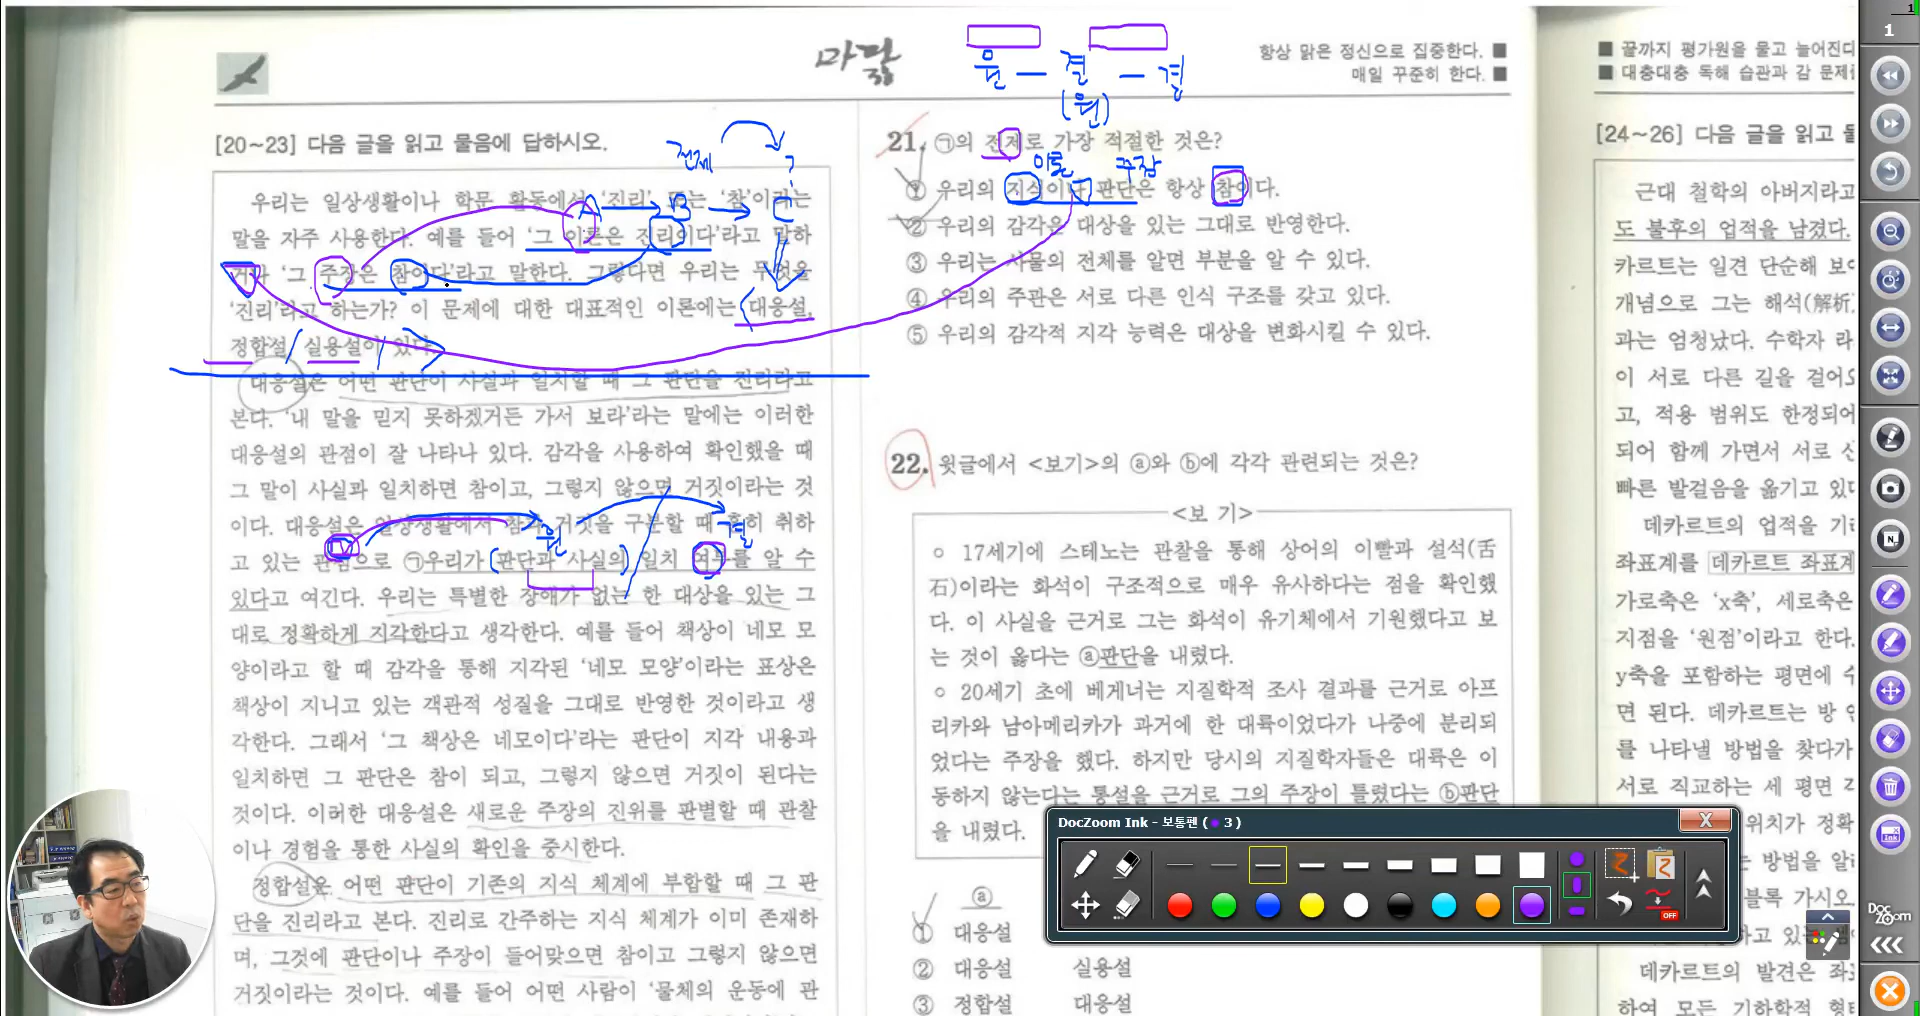 마닳
항상 맑은 정신으로 집중한다. ■
매일 꾸준히 한다. ■
원 - 결 - 결
(원)
[20~23] 다음 글을 읽고 물음에 답하시오.
전제
?
A B C
우리는 일상생활이나 학문 활동에서 '진리' 또는 '참'이라는
말을 자주 사용한다. 예를 들어 '그 이론은 진리이다'라고 말하
거나 '그 주장은 참이다'라고 말한다. 그렇다면 우리는 무엇을
'진리'라고 하는가? 이 문제에 대한 대표적인 이론에는 대응설,
정합설, 실용설이 있다.
대응설은 어떤 판단이 사실과 일치할 때 그 판단을 진리라고
본다. '내 말을 믿지 못하겠거든 가서 보라'라는 말에는 이러한
대응설의 관점이 잘 나타나 있다. 감각을 사용하여 확인했을 때
그 말이 사실과 일치하면 참이고, 그렇지 않으면 거짓이라는 것
이다. 대응설은 일상생활에서 참과 거짓을 구분할 때 흔히 취하
원 결
고 있는 관점으로 ㉠우리가 판단과 사실의 일치 여부를 알 수
있다고 여긴다. 우리는 특별한 장애가 없는 한 대상을 있는 그
대로 정확하게 지각한다고 생각한다. 예를 들어 책상이 네모 모
양이라고 할 때 감각을 통해 지각된 '네모 모양'이라는 표상은
책상이 지니고 있는 객관적 성질을 그대로 반영한 것이라고 생
각한다. 그래서 '그 책상은 네모이다'라는 판단이 지각 내용과
일치하면 그 판단은 참이 되고, 그렇지 않으면 거짓이 된다는
것이다. 이러한 대응설은 새로운 주장의 진위를 판별할 때 관찰
이나 경험을 통한 사실의 확인을 중시한다.
정합설은 어떤 판단이 기존의 지식 체계에 부합할 때 그 판
단을 진리라고 본다. 진리로 간주하는 지식 체계가 이미 존재하
며, 그것에 판단이나 주장이 들어맞으면 참이고 그렇지 않으면
거짓이라는 것이다. 예를 들어 어떤 사람이 '물체의 운동에 관
21. ㉠의 전제로 가장 적절한 것은?
이론 주장
① 우리의 지식이나 판단은 항상 참이다.
② 우리의 감각은 대상을 있는 그대로 반영한다.
③ 우리는 사물의 전체를 알면 부분을 알 수 있다.
④ 우리의 주관은 서로 다른 인식 구조를 갖고 있다.
⑤ 우리의 감각적 지각 능력은 대상을 변화시킬 수 있다.
22. 윗글에서 <보기>의 ⓐ와 ⓑ에 각각 관련되는 것은?
<보 기>
○ 17세기에 스테노는 관찰을 통해 상어의 이빨과 설석(舌
石)이라는 화석이 구조적으로 매우 유사하다는 점을 확인했
다. 이 사실을 근거로 그는 화석이 유기체에서 기원했다고 보
는 것이 옳다는 ⓐ판단을 내렸다.
○ 20세기 초에 베게너는 지질학적 조사 결과를 근거로 아프
리카와 남아메리카가 과거에 한 대륙이었다가 나중에 분리되
었다는 주장을 했다. 하지만 당시의 지질학자들은 대륙은 이
동하지 않는다는 통설을 근거로 그의 주장이 틀렸다는 ⓑ판단
을 내렸다.
ⓐ
① 대응설
② 대응설 실용설
③ 정합설 대응설
■ 끝까지 평가원을 물고 늘어진다
■ 대충대충 독해 습관과 감 문제
[24~26] 다음 글을 읽고 물
근대 철학의 아버지라고
도 불후의 업적을 남겼다.
카르트는 일견 단순해 보
개념으로 그는 해석(解析)
과는 엄청났다. 수학자 라
이 서로 다른 길을 걸어오
고, 적용 범위도 한정되어
되어 함께 가면서 서로 신
빠른 발걸음을 옮기고 있다
데카르트의 업적을 기
좌표계를 데카르트 좌표계
가로축은 'x축', 세로축은
지점을 '원점'이라고 한다.
y축을 포함하는 평면에 수
면 된다. 데카르트는 방 안
를 나타낼 방법을 찾다가
서로 직교하는 세 평면 각
위치가 정확
는 방법을 알
블록 가시오
데카르트의 발견은 좌
하여 모든 기하학적 형
DocZoom Ink - 보통펜 ( 3 )
X
OFF
1
1
N
Ink
Doc
Zoom